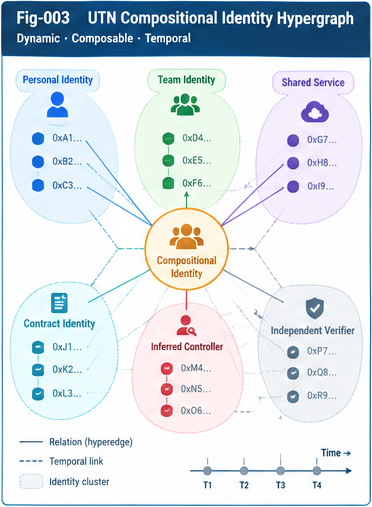 Fig-003 UTN Compositional Identity Hypergraph
Dynamic · Composable · Temporal
Personal Identity
0xA1...
0xB2...
0xC3...
Team Identity
0xD4...
0xE5...
0xF6...
Shared Service
0xG7...
0xH8...
0xI9...
Compositional
Identity
Contract Identity
0xJ1...
0xK2...
0xL3...
Inferred Controller
0xM4...
0xN5...
0xO6...
Independent Verifier
0xP7...
0xQ8...
0xR9...
Relation (hyperedge)
Temporal link
Identity cluster
Time →
T1 T2 T3 T4